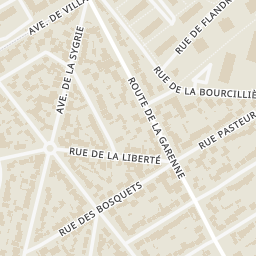 AVE. DE VILLA
RUE DE FLANDR
AVE. DE LA SYGRIE
RUE DE LA BOURCILLIÈ
ROUTE DE LA GARENNE
RUE PASTEUR
RUE DE LA LIBERTÉ
RUE DES BOSQUETS